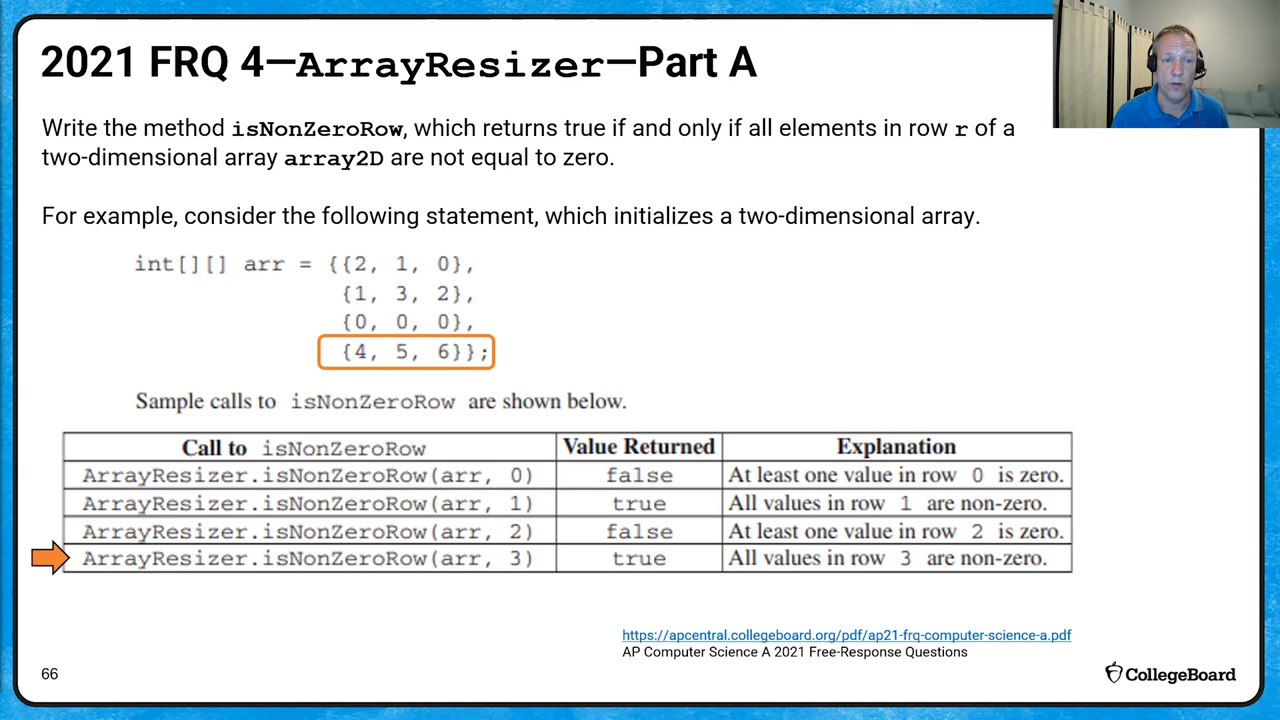 2021 FRQ 4—ArrayResizer—Part A
Write the method isNonZeroRow, which returns true if and only if all elements in row r of a
two-dimensional array array2D are not equal to zero.
For example, consider the following statement, which initializes a two-dimensional array.
int[][] arr = {{2, 1, 0},
{1, 3, 2},
{0, 0, 0},
{4, 5, 6}};
Sample calls to isNonZeroRow are shown below.
Call to isNonZeroRow Value Returned Explanation
ArrayResizer.isNonZeroRow(arr, 0) false At least one value in row 0 is zero.
ArrayResizer.isNonZeroRow(arr, 1) true All values in row 1 are non-zero.
ArrayResizer.isNonZeroRow(arr, 2) false At least one value in row 2 is zero.
ArrayResizer.isNonZeroRow(arr, 3) true All values in row 3 are non-zero.
https://apcentral.collegeboard.org/pdf/ap21-frq-computer-science-a.pdf
AP Computer Science A 2021 Free-Response Questions
66
CollegeBoard